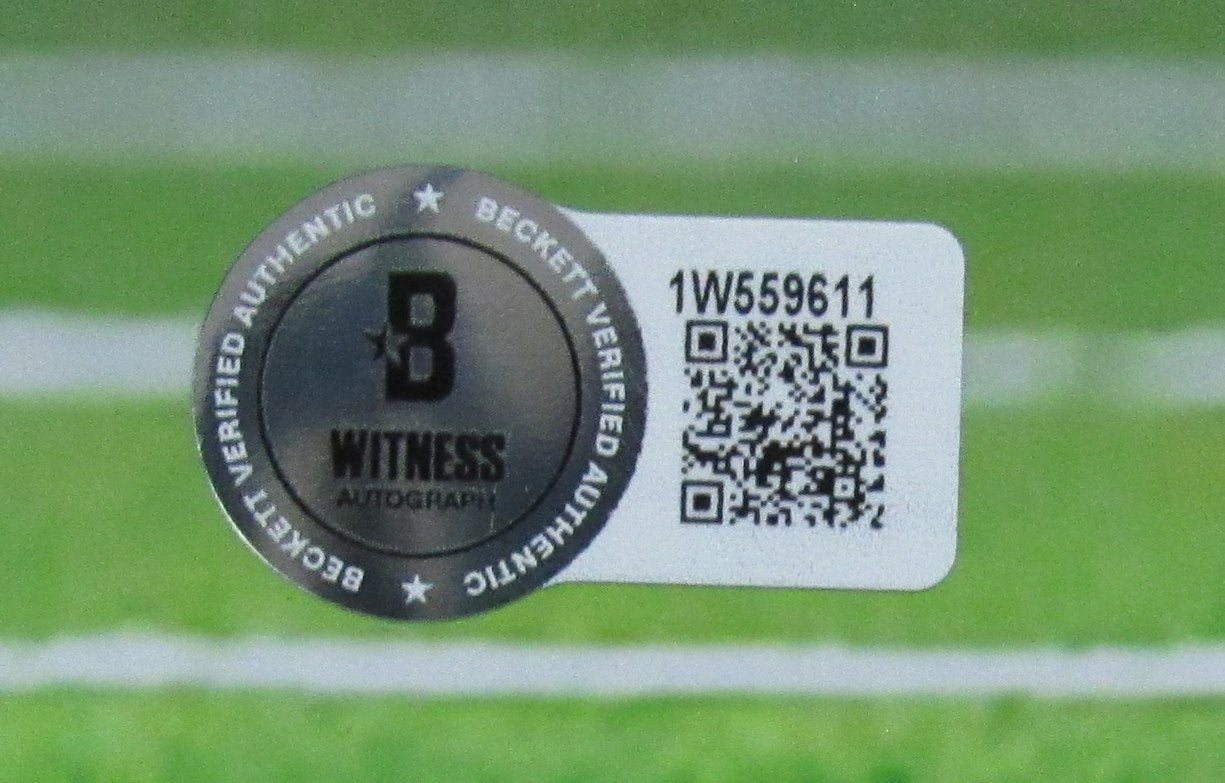 BECKETT VERIFIED AUTHENTIC
BECKETT VERIFIED AUTHENTIC
B
WITNESS
AUTOGRAPH
1W559611